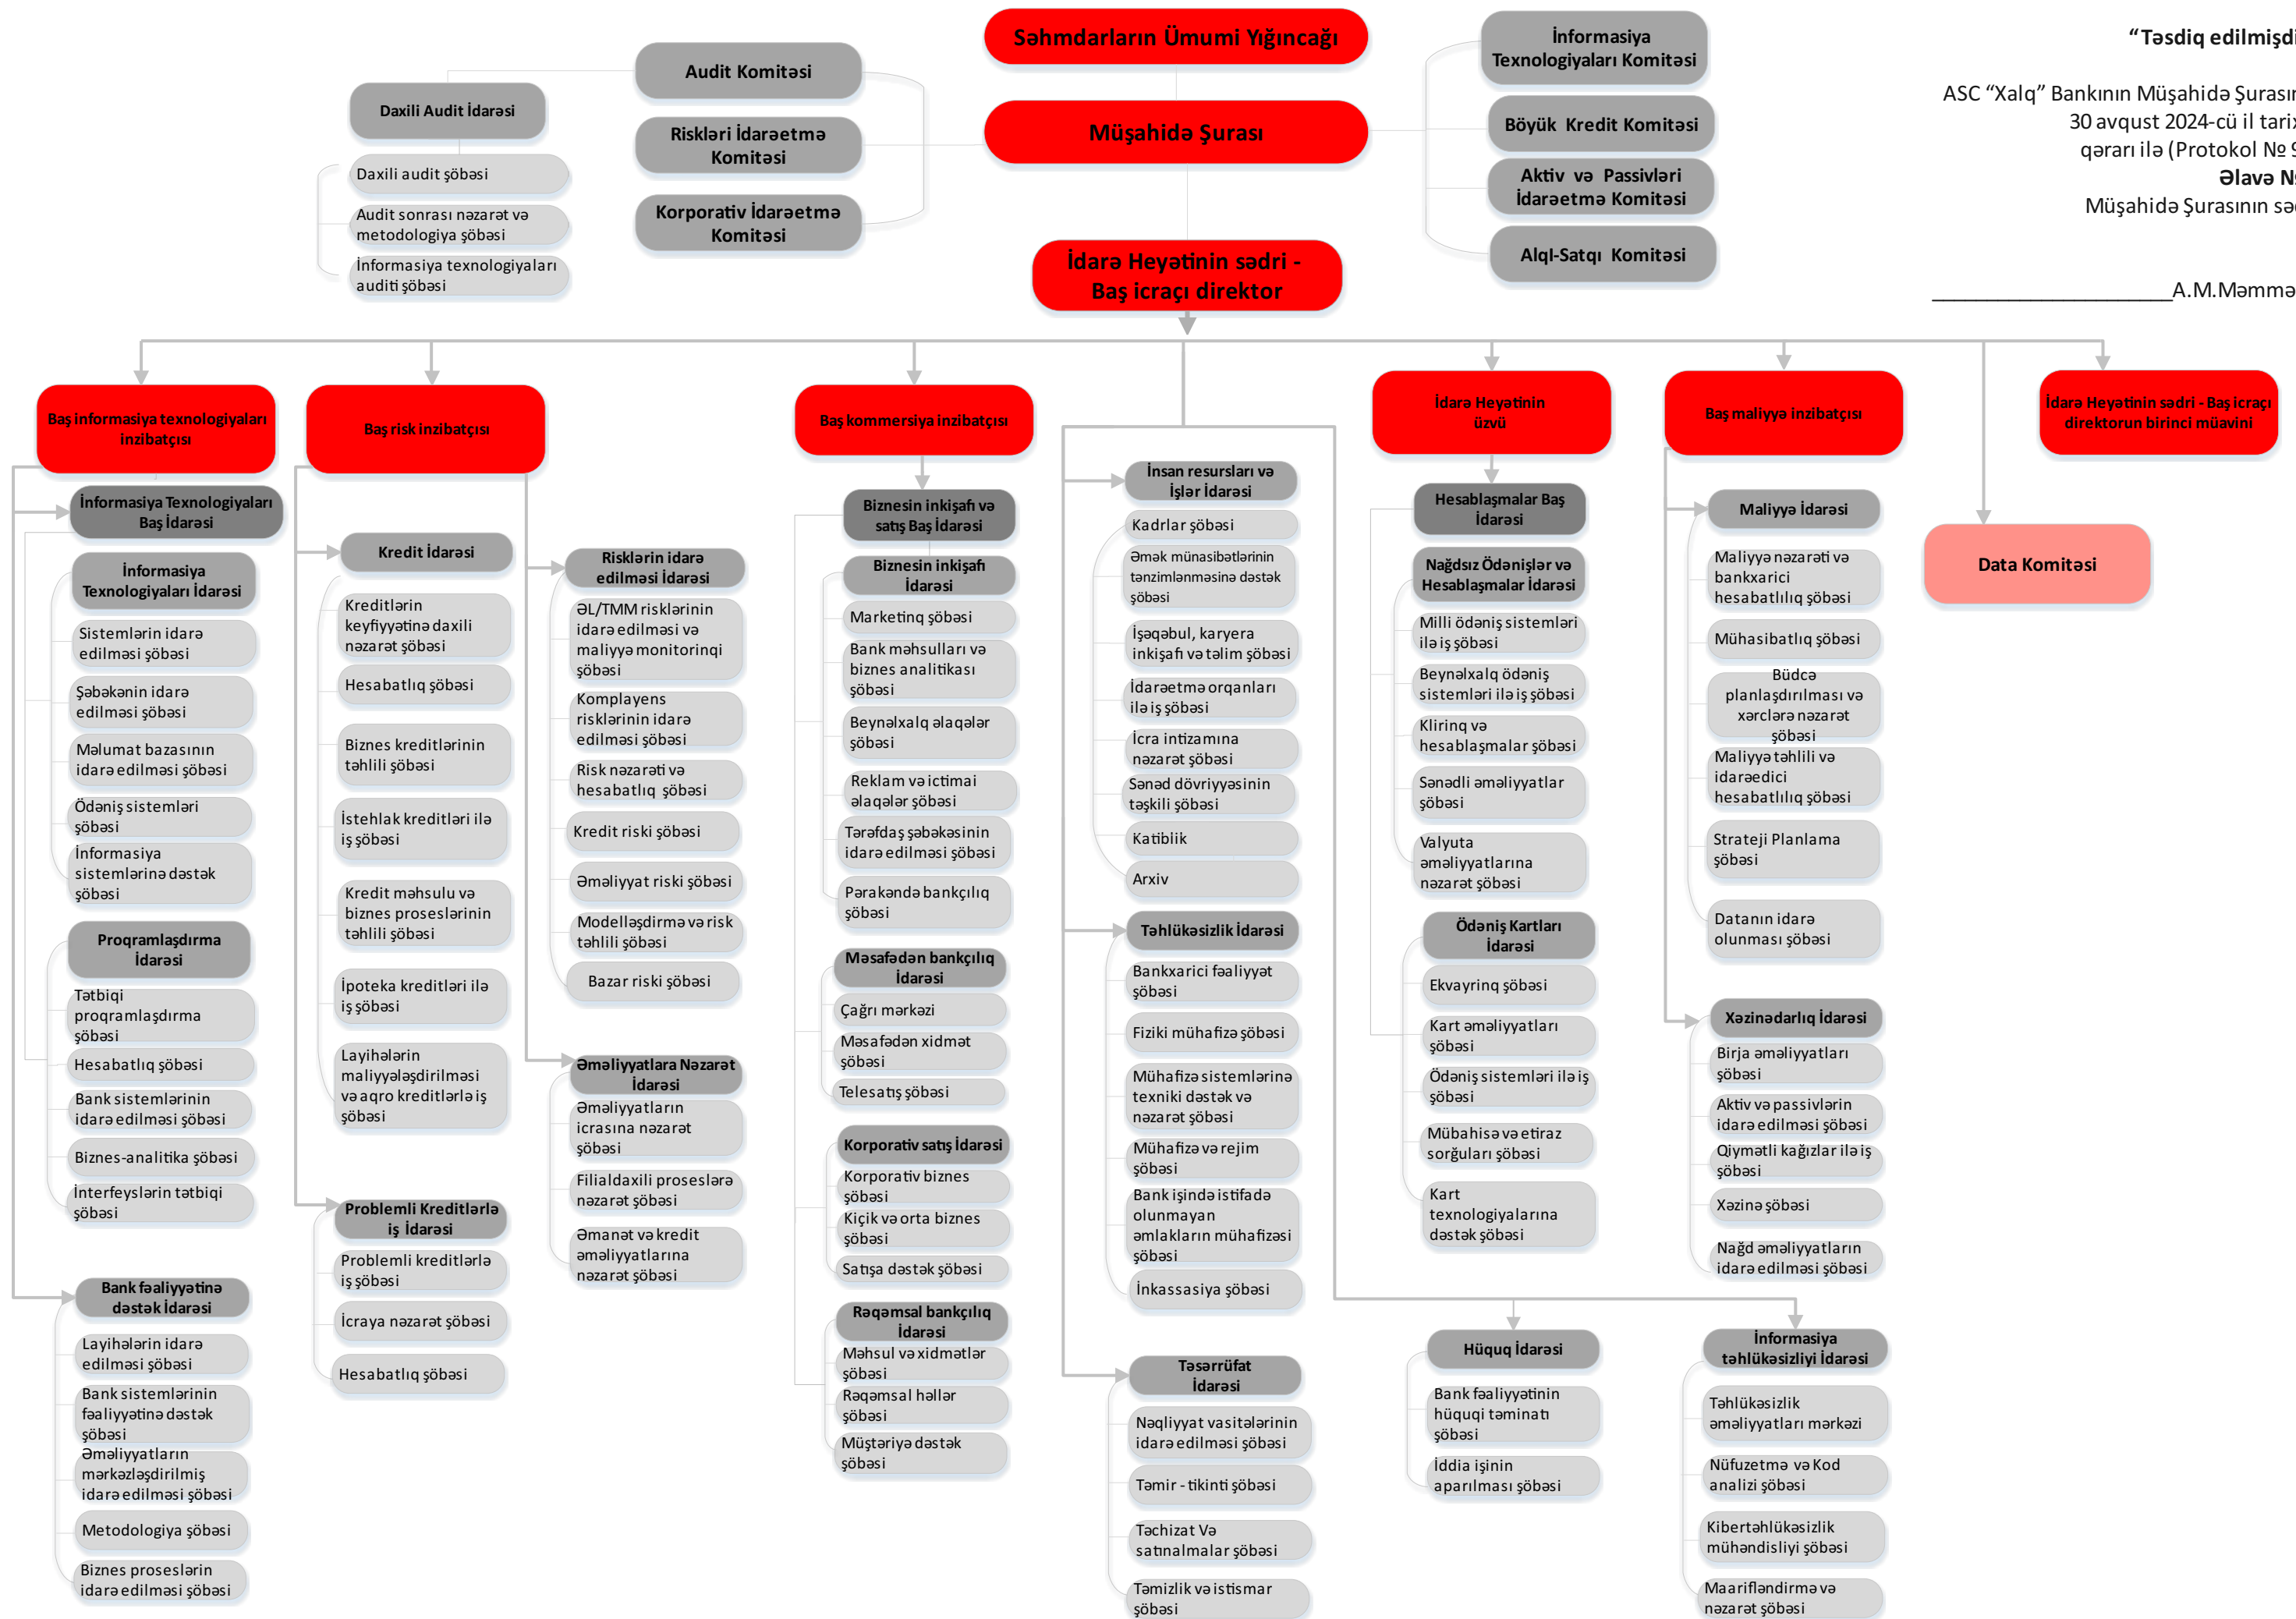 Səhmdarların Ümumi Yığıncağı
Müşahidə Şurası
İdarə Heyətinin sədri -
Baş icraçı direktor
Audit Komitəsi
Riskləri İdarəetmə
Komitəsi
Korporativ İdarəetmə
Komitəsi
Daxili Audit İdarəsi
Daxili audit şöbəsi
Audit sonrası nəzarət və
metodologiya şöbəsi
İnformasiya texnologiyaları
auditi şöbəsi
İnformasiya
Texnologiyaları Komitəsi
Böyük Kredit Komitəsi
Aktiv və Passivləri
İdarəetmə Komitəsi
AlqI-Satqı Komitəsi
“Təsdiq edilmişdi
ASC “Xalq” Bankının Müşahidə Şurasın
30 avqust 2024-cü il tarix
qərarı ilə (Protokol № 9
Əlavə №
Müşahidə Şurasının səd
A.M.Məmmə
Baş informasiya texnologiyaları
inzibatçısı
İnformasiya Texnologiyaları
Baş İdarəsi
İnformasiya
Texnologiyaları İdarəsi
Sistemlərin idarə
edilməsi şöbəsi
Şəbəkənin idarə
edilməsi şöbəsi
Məlumat bazasının
idarə edilməsi şöbəsi
Ödəniş sistemləri
şöbəsi
İnformasiya
sistemlərinə dəstək
şöbəsi
Proqramlaşdırma
İdarəsi
Tətbiqi
proqramlaşdırma
şöbəsi
Hesabatlıq şöbəsi
Bank sistemlərinin
idarə edilməsi şöbəsi
Biznes-analitika şöbəsi
İnterfeyslərin tətbiqi
şöbəsi
Bank fəaliyyətinə
dəstək İdarəsi
Layihələrin idarə
edilməsi şöbəsi
Bank sistemlərinin
fəaliyyətinə dəstək
şöbəsi
Əməliyyatların
mərkəzləşdirilmiş
idarə edilməsi şöbəsi
Metodologiya şöbəsi
Biznes proseslərin
idarə edilməsi şöbəsi
Baş risk inzibatçısı
Kredit İdarəsi
Kreditlərin
keyfiyyətinə daxili
nəzarət şöbəsi
Hesabatlıq şöbəsi
Biznes kreditlərinin
təhlili şöbəsi
İstehlak kreditləri ilə
iş şöbəsi
Kredit məhsulu və
biznes proseslərinin
təhlili şöbəsi
İpoteka kreditləri ilə
iş şöbəsi
Layihələrin
maliyyələşdirilməsi
və aqro kreditlərlə iş
şöbəsi
Problemli Kreditlərlə
iş İdarəsi
Problemli kreditlərlə
iş şöbəsi
İcraya nəzarət şöbəsi
Hesabatlıq şöbəsi
Risklərin idarə
edilməsi İdarəsi
ƏL/TMM risklərinin
idarə edilməsi və
maliyyə monitorinqi
şöbəsi
Komplayens
risklərinin idarə
edilməsi şöbəsi
Risk nəzarəti və
hesabatlıq şöbəsi
Kredit riski şöbəsi
Əməliyyat riski şöbəsi
Modelləşdirmə və risk
təhlili şöbəsi
Bazar riski şöbəsi
Əməliyyatlara Nəzarət
İdarəsi
Əməliyyatların
icrasına nəzarət
şöbəsi
Filialdaxili proseslərə
nəzarət şöbəsi
Əmanət və kredit
əməliyyatlarına
nəzarət şöbəsi
Baş kommersiya inzibatçısı
Biznesin inkişafı və
satış Baş İdarəsi
Biznesin inkişafı
İdarəsi
Marketinq şöbəsi
Bank məhsulları və
biznes analitikası
şöbəsi
Beynəlxalq əlaqələr
şöbəsi
Reklam və ictimai
əlaqələr şöbəsi
Tərəfdaş şəbəkəsinin
idarə edilməsi şöbəsi
Pərakəndə bankçılıq
şöbəsi
Məsafədən bankçılıq
İdarəsi
Çağrı mərkəzi
Məsafədən xidmət
şöbəsi
Telesatış şöbəsi
Korporativ satış İdarəsi
Korporativ biznes
şöbəsi
Kiçik və orta biznes
şöbəsi
Satışa dəstək şöbəsi
Rəqəmsal bankçılıq
İdarəsi
Məhsul və xidmətlər
şöbəsi
Rəqəmsal həllər
şöbəsi
Müştəriyə dəstək
şöbəsi
İnsan resursları və
İşlər İdarəsi
Kadrlar şöbəsi
Əmək münasibətlərinin
tənzimlənməsinə dəstək
şöbəsi
İşəqəbul, karyera
inkişafı və təlim şöbəsi
İdarəetmə orqanları
ilə iş şöbəsi
İcra intizamına
nəzarət şöbəsi
Sənəd dövriyyəsinin
təşkili şöbəsi
Katiblik
Arxiv
Təhlükəsizlik İdarəsi
Bankxarici fəaliyyət
şöbəsi
Fiziki mühafizə şöbəsi
Mühafizə sistemlərinə
texniki dəstək və
nəzarət şöbəsi
Mühafizə və rejim
şöbəsi
Bank işində istifadə
olunmayan
əmlakların mühafizəsi
şöbəsi
İnkassasiya şöbəsi
Təsərrüfat
İdarəsi
Nəqliyyat vasitələrinin
idarə edilməsi şöbəsi
Təmir - tikinti şöbəsi
Təchizat Və
satınalmalar şöbəsi
Təmizlik və istismar
şöbəsi
İdarə Heyətinin
üzvü
Hesablaşmalar Baş
İdarəsi
Nağdsız Ödənişlər və
Hesablaşmalar İdarəsi
Milli ödəniş sistemləri
ilə iş şöbəsi
Beynəlxalq ödəniş
sistemləri ilə iş şöbəsi
Klirinq və
hesablaşmalar şöbəsi
Sənədli əməliyyatlar
şöbəsi
Valyuta
əməliyyatlarına
nəzarət şöbəsi
Ödəniş Kartları
İdarəsi
Ekvayrinq şöbəsi
Kart əməliyyatları
şöbəsi
Ödəniş sistemləri ilə iş
şöbəsi
Mübahisə və etiraz
sorğuları şöbəsi
Kart
texnologiyalarına
dəstək şöbəsi
Hüquq İdarəsi
Bank fəaliyyətinin
hüquqi təminatı
şöbəsi
İddia işinin
aparılması şöbəsi
Baş maliyyə inzibatçısı
Maliyyə İdarəsi
Maliyyə nəzarəti və
bankxarici
hesabatlılıq şöbəsi
Mühasibatlıq şöbəsi
Büdcə
planlaşdırılması və
xərclərə nəzarət
şöbəsi
Maliyyə təhlili və
idarəedici
hesabatlılıq şöbəsi
Strateji Planlama
şöbəsi
Datanın idarə
olunması şöbəsi
Xəzinədarlıq İdarəsi
Birja əməliyyatları
şöbəsi
Aktiv və passivlərin
idarə edilməsi şöbəsi
Qiymətli kağızlar ilə iş
şöbəsi
Xəzinə şöbəsi
Nağd əməliyyatların
idarə edilməsi şöbəsi
İnformasiya
təhlükəsizliyi İdarəsi
Təhlükəsizlik
əməliyyatları mərkəzi
Nüfuzetmə və Kod
analizi şöbəsi
Kibertəhlükəsizlik
mühəndisliyi şöbəsi
Maarifləndirmə və
nəzarət şöbəsi
İdarə Heyətinin sədri - Baş icraçı
direktorun birinci müavini
Data Komitəsi